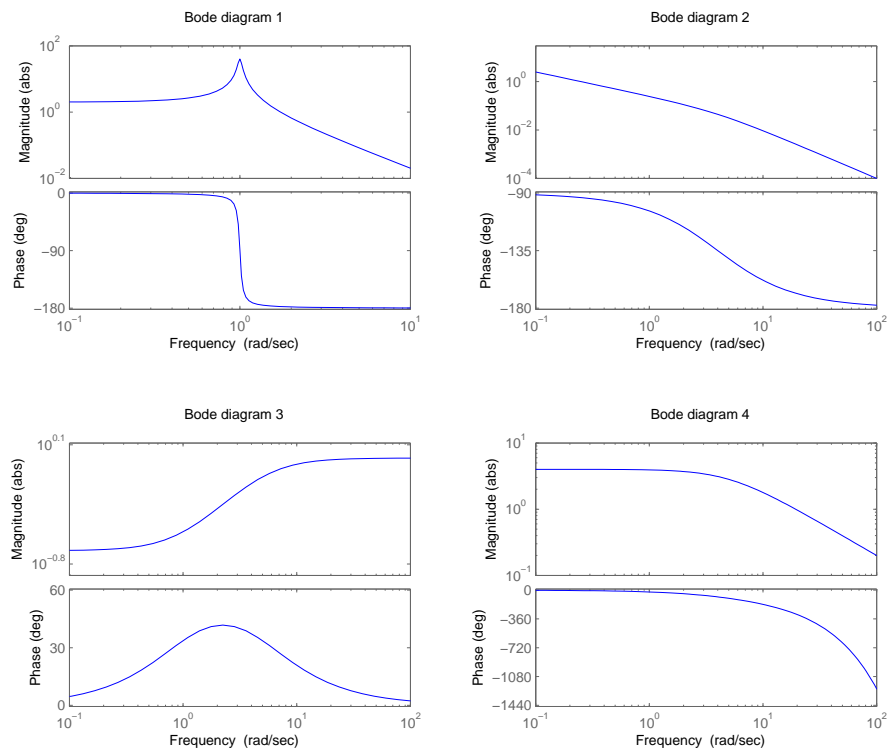 Bode diagram 1
Magnitude (abs)
10^2
10^0
10^-2
Phase (deg)
0
−90
−180
10^-1
10^0
10^1
Frequency (rad/sec)
Bode diagram 2
Magnitude (abs)
10^0
10^-2
10^-4
Phase (deg)
−90
−135
−180
10^-1
10^0
10^1
10^2
Frequency (rad/sec)
Bode diagram 3
Magnitude (abs)
10^0.1
10^-0.8
Phase (deg)
60
30
0
10^-1
10^0
10^1
10^2
Frequency (rad/sec)
Bode diagram 4
Magnitude (abs)
10^1
10^0
10^-1
Phase (deg)
0
−360
−720
−1080
−1440
10^-1
10^0
10^1
10^2
Frequency (rad/sec)